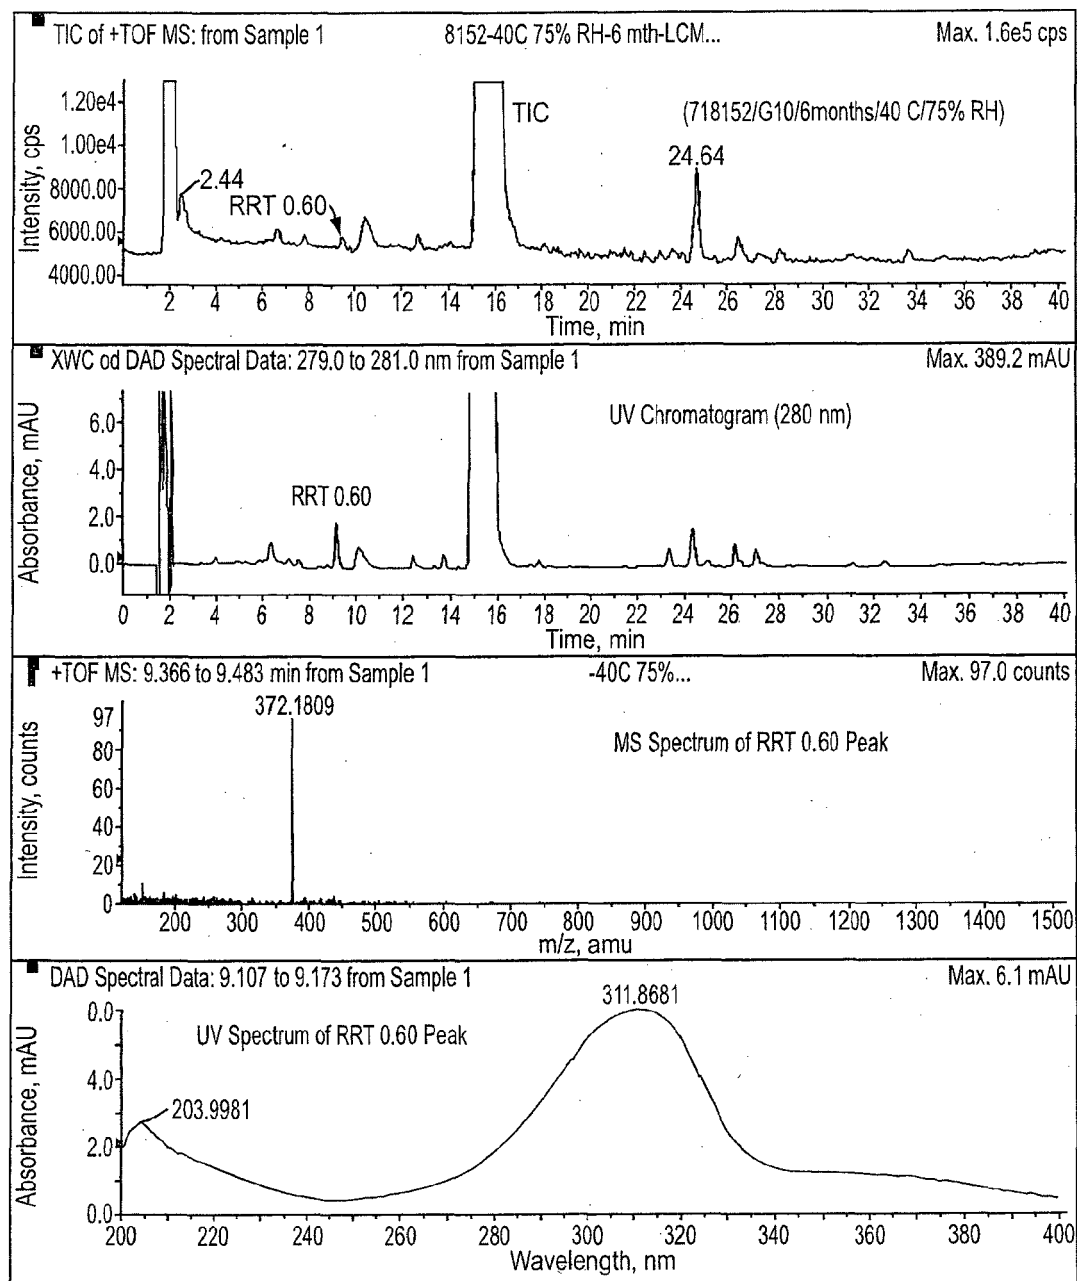 TIC of +TOF MS: from Sample 1 8152-40C 75% RH-6 mth-LCM... Max. 1.6e5 cps
Intensity, cps
1.20e4
1.00e4
8000.00
6000.00
4000.00
TIC
(718152/G10/6months/40 C/75% RH)
24.64
2.44
RRT 0.60
0 2 4 6 8 10 12 14 16 18 20 22 24 26 28 30 32 34 36 38 40
Time, min
XWC od DAD Spectral Data: 279.0 to 281.0 nm from Sample 1 Max. 389.2 mAU
Absorbance, mAU
6.0
4.0
2.0
0.0
UV Chromatogram (280 nm)
RRT 0.60
0 2 4 6 8 10 12 14 16 18 20 22 24 26 28 30 32 34 36 38 40
Time, min
+TOF MS: 9.366 to 9.483 min from Sample 1 -40C 75%... Max. 97.0 counts
Intensity, counts
97
80
60
40
20
0
372.1809
MS Spectrum of RRT 0.60 Peak
200 300 400 500 600 700 800 900 1000 1100 1200 1300 1400 1500
m/z, amu
DAD Spectral Data: 9.107 to 9.173 from Sample 1 Max. 6.1 mAU
Absorbance, mAU
0.0
4.0
2.0
0.0
311.8681
UV Spectrum of RRT 0.60 Peak
203.9981
200 220 240 260 280 300 320 340 360 380 400
Wavelength, nm